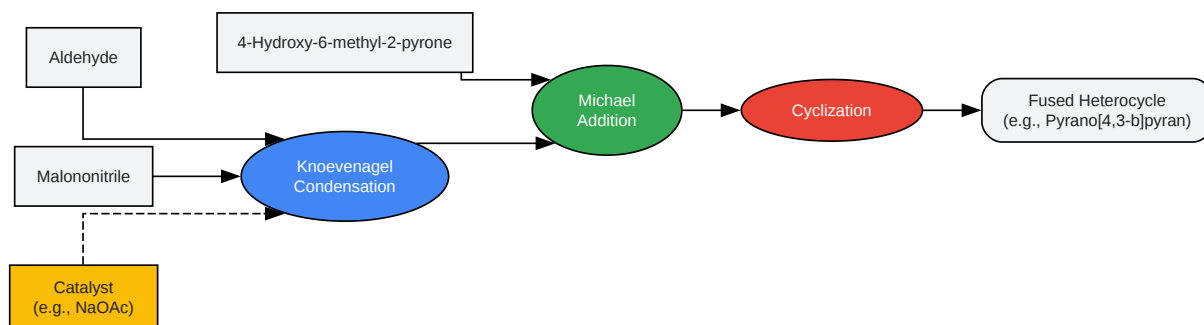 4-Hydroxy-6-methyl-2-pyrone
Aldehyde
Malononitrile
Catalyst
(e.g., NaOAc)
Knoevenagel
Condensation
Michael
Addition
Cyclization
Fused Heterocycle
(e.g., Pyrano[4,3-b]pyran)